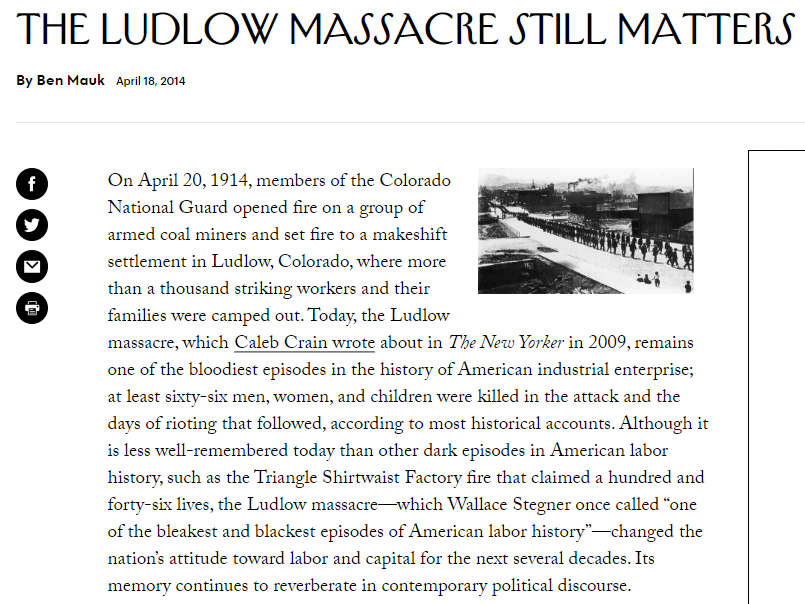 THE LUDLOW MASSACRE STILL MATTERS
By Ben Mauk April 18, 2014
On April 20, 1914, members of the Colorado
National Guard opened fire on a group of
armed coal miners and set fire to a makeshift
settlement in Ludlow, Colorado, where more
than a thousand striking workers and their
families were camped out. Today, the Ludlow
massacre, which Caleb Crain wrote about in The New Yorker in 2009, remains
one of the bloodiest episodes in the history of American industrial enterprise;
at least sixty-six men, women, and children were killed in the attack and the
days of rioting that followed, according to most historical accounts. Although it
is less well-remembered today than other dark episodes in American labor
history, such as the Triangle Shirtwaist Factory fire that claimed a hundred and
forty-six lives, the Ludlow massacre—which Wallace Stegner once called “one
of the bleakest and blackest episodes of American labor history”—changed the
nation’s attitude toward labor and capital for the next several decades. Its
memory continues to reverberate in contemporary political discourse.